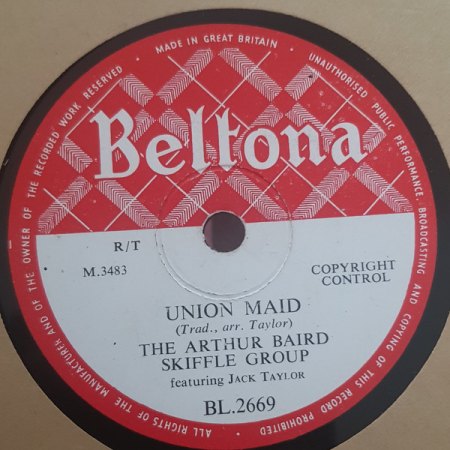 MADE IN GREAT BRITAIN
UNAUTHORISED PUBLIC PERFORMANCE, BROADCASTING AND COPYING OF THIS RECORD PROHIBITED
ALL RIGHTS OF THE MANUFACTURER AND OF THE OWNER OF THE RECORDED WORK RESERVED
Beltona
R/T
M.3483
COPYRIGHT
CONTROL
UNION MAID
(Trad., arr. Taylor)
THE ARTHUR BAIRD
SKIFFLE GROUP
featuring JACK TAYLOR
BL.2669